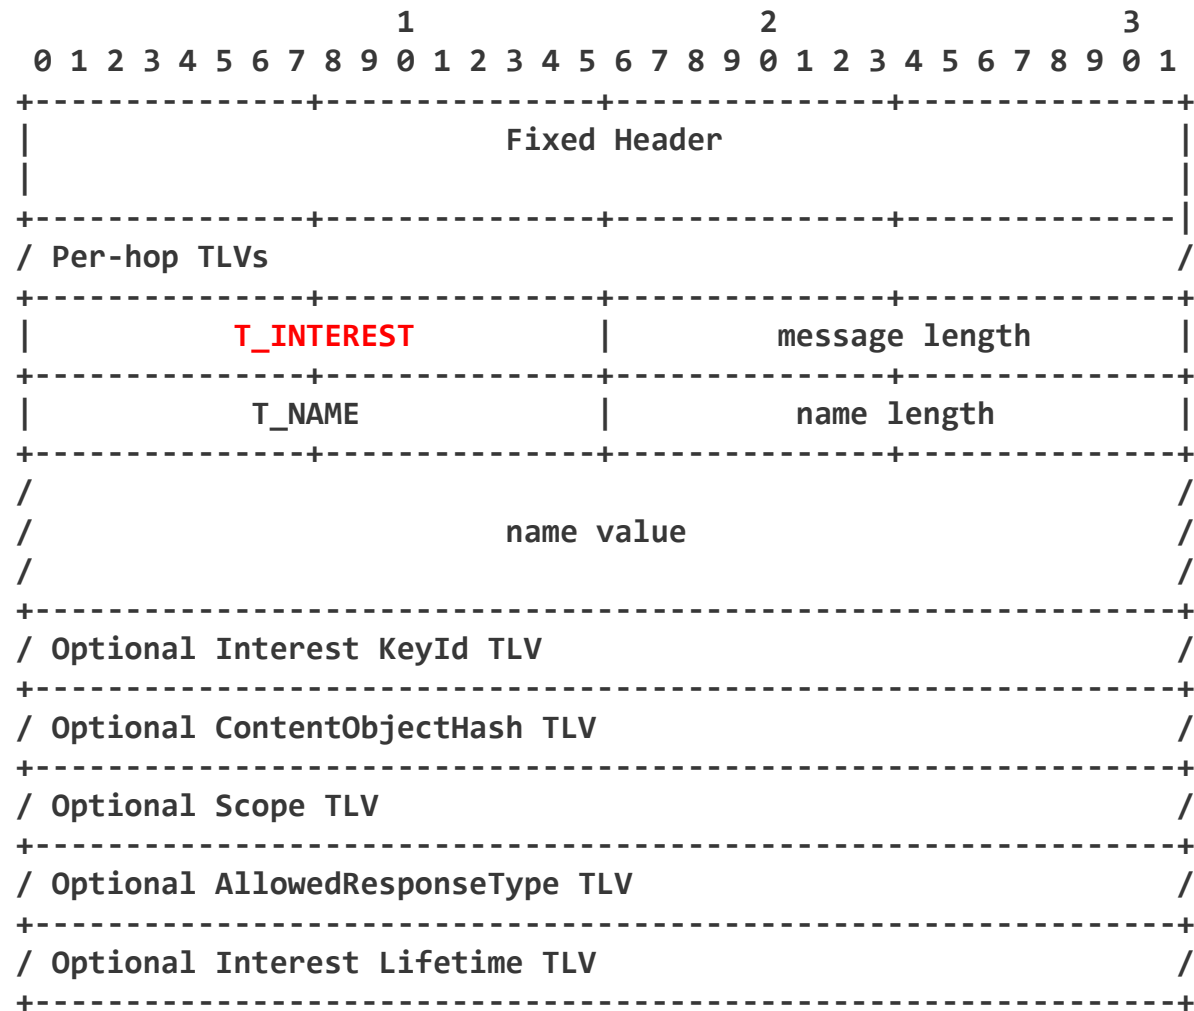 1                   2                   3
 0 1 2 3 4 5 6 7 8 9 0 1 2 3 4 5 6 7 8 9 0 1 2 3 4 5 6 7 8 9 0 1
+---------------+---------------+---------------+---------------+
|                          Fixed Header                         |
|                                                               |
+---------------+---------------+---------------+---------------|
/ Per-hop TLVs                                                  /
+---------------+---------------+---------------+---------------+
|           T_INTEREST          |         message length        |
+---------------+---------------+---------------+---------------+
|            T_NAME             |          name length          |
+---------------+---------------+---------------+---------------+
/                                                               /
/                          name value                           /
/                                                               /
+---------------------------------------------------------------+
/ Optional Interest KeyId TLV                                   /
+---------------------------------------------------------------+
/ Optional ContentObjectHash TLV                                /
+---------------------------------------------------------------+
/ Optional Scope TLV                                            /
+---------------------------------------------------------------+
/ Optional AllowedResponseType TLV                              /
+---------------------------------------------------------------+
/ Optional Interest Lifetime TLV                                /
+---------------------------------------------------------------+